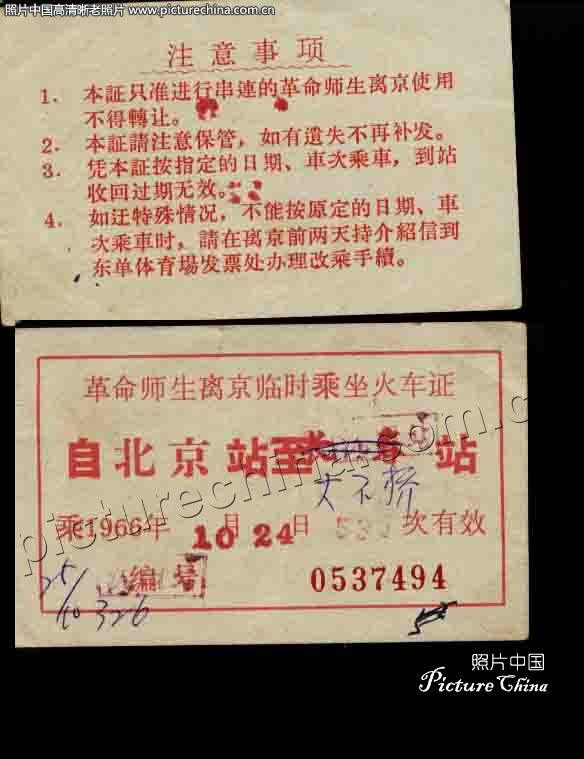 照片中国高清晰老照片 www.picturechina.com.cn
注意事项
1. 本証只准进行串連的革命师生离京使用
不得轉让。
2. 本証請注意保管，如有遺失不再补发。
3. 凭本証按指定的日期、車次乘車，到站
收回过期无效。
4. 如迂特殊情况，不能按原定的日期、車
次乘車时，請在离京前两天持介紹信到
东单体育場发票处办理改乘手續。
革命师生离京临时乘坐火车证
自北京站至 站
大石桥
乘1966年10月24日 次有效
编号
0537494
25/10 326
picturechina.com.c
照片中国
Picture China